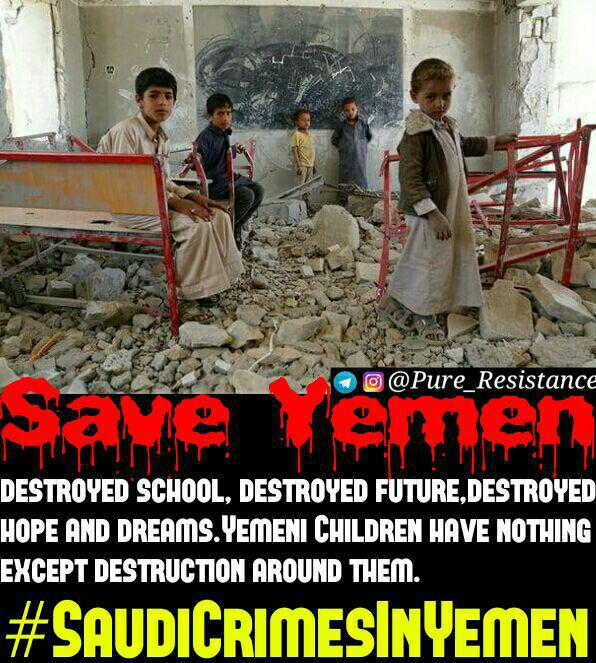 @Pure_Resistance
Save Yemen
DESTROYED SCHOOL, DESTROYED FUTURE,DESTROYED
HOPE AND DREAMS.YEMENI CHILDREN HAVE NOTHING
EXCEPT DESTRUCTION AROUND THEM.
#SAUDICRIMESINYEMEN